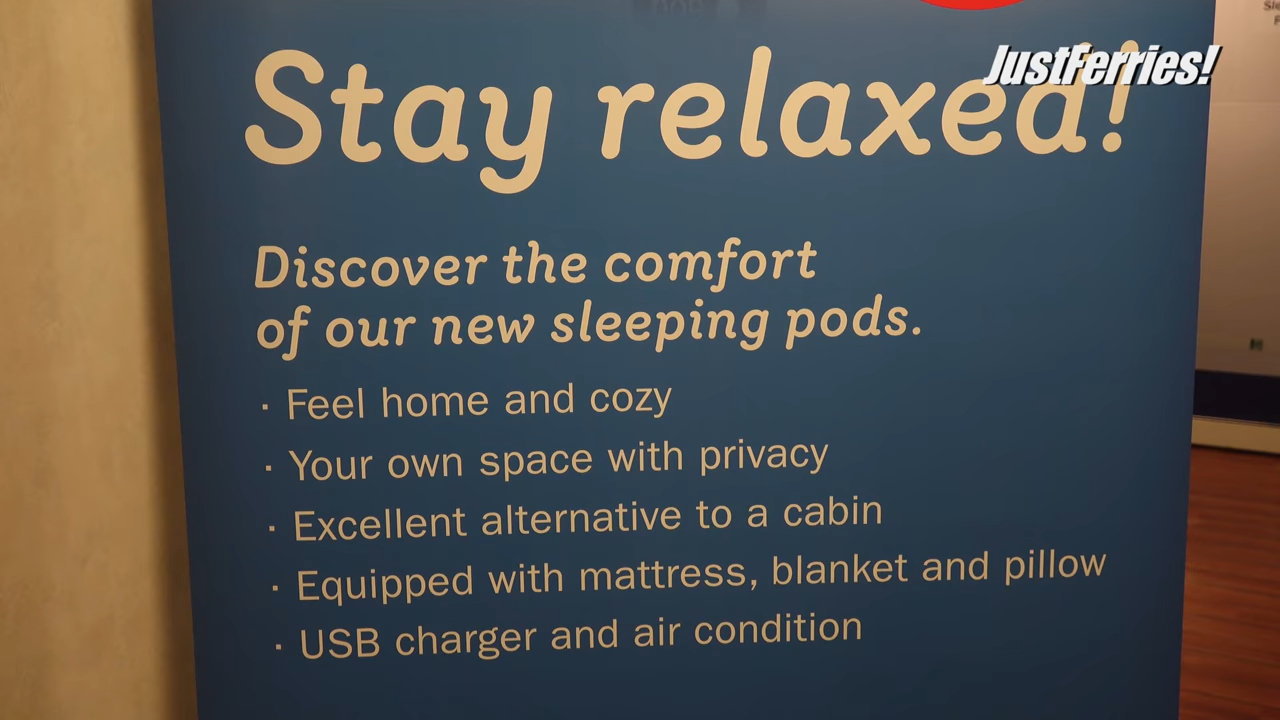 JustFerries!
Stay relaxed!
Discover the comfort
of our new sleeping pods.
· Feel home and cozy
· Your own space with privacy
· Excellent alternative to a cabin
· Equipped with mattress, blanket and pillow
· USB charger and air condition